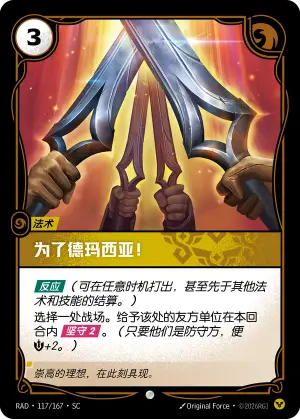 3
法术
为了德玛西亚！
反应 （可在任意时机打出，甚至先于其他法
术和技能的结算。）
选择一处战场。给予该处的友方单位在本回
合内 坚守 2 。（只要他们是防守方，便
+2。）
崇高的理想，在此刻具现。
RAD • 117/167 • SC
Original Force • ©2026RGI